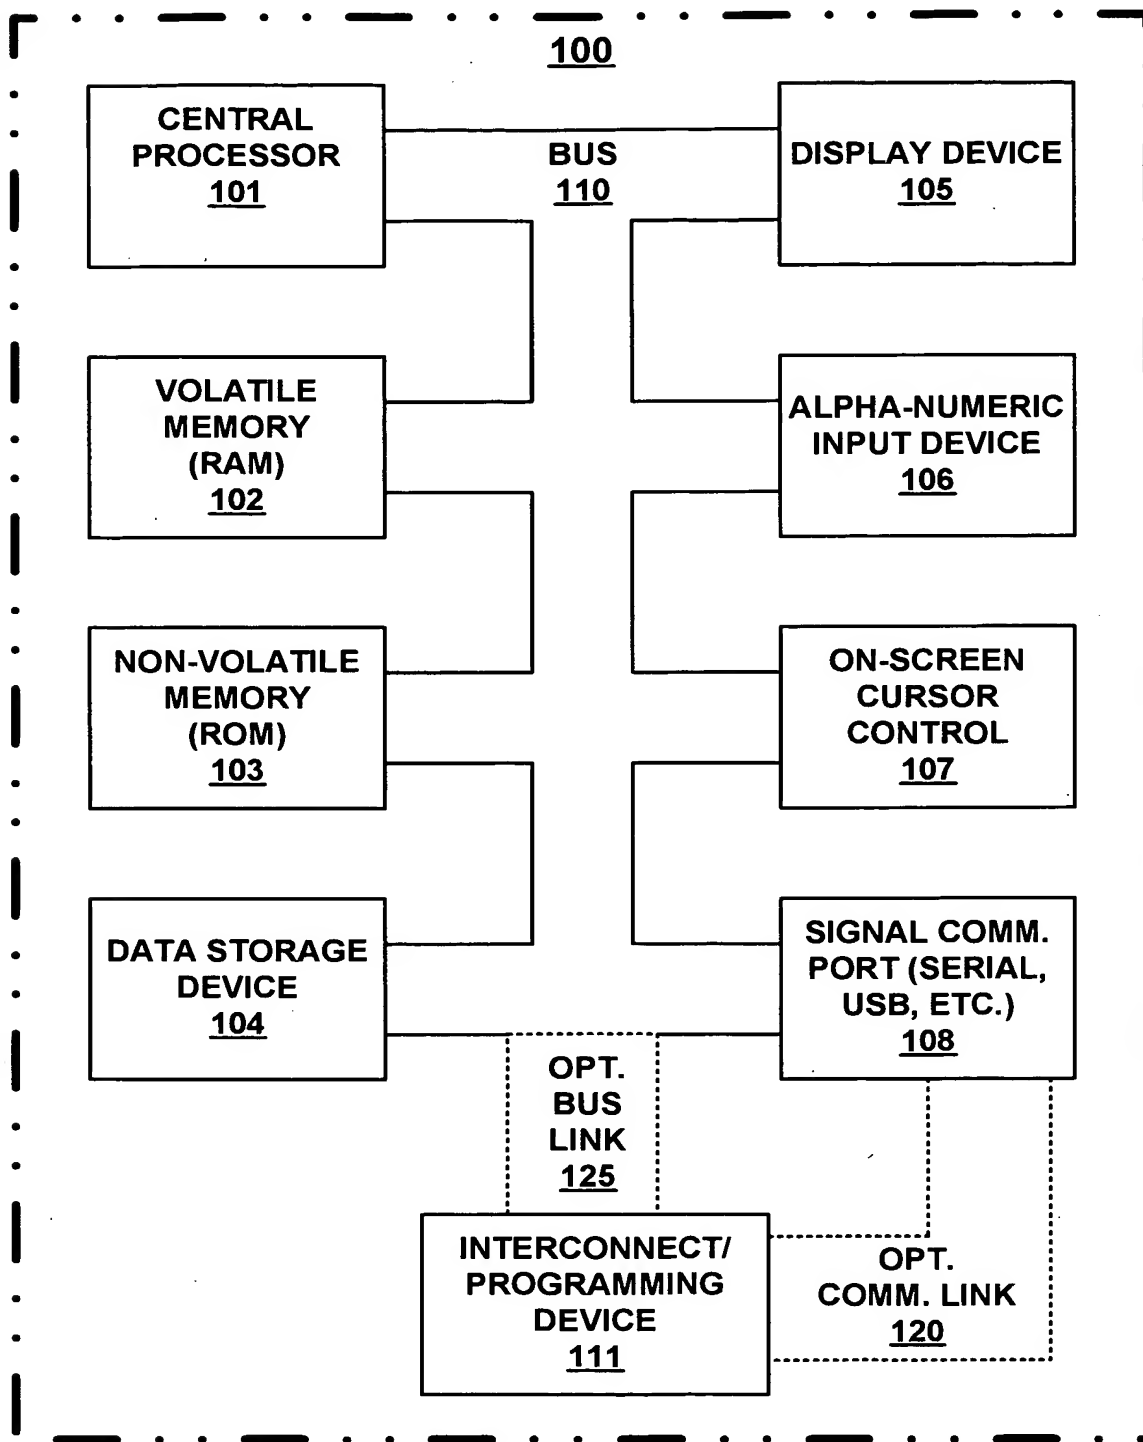 100
CENTRAL
PROCESSOR
101
BUS
110
DISPLAY DEVICE
105
VOLATILE
MEMORY
(RAM)
102
ALPHA-NUMERIC
INPUT DEVICE
106
NON-VOLATILE
MEMORY
(ROM)
103
ON-SCREEN
CURSOR
CONTROL
107
DATA STORAGE
DEVICE
104
SIGNAL COMM.
PORT (SERIAL,
USB, ETC.)
108
OPT.
BUS
LINK
125
INTERCONNECT/
PROGRAMMING
DEVICE
111
OPT.
COMM. LINK
120